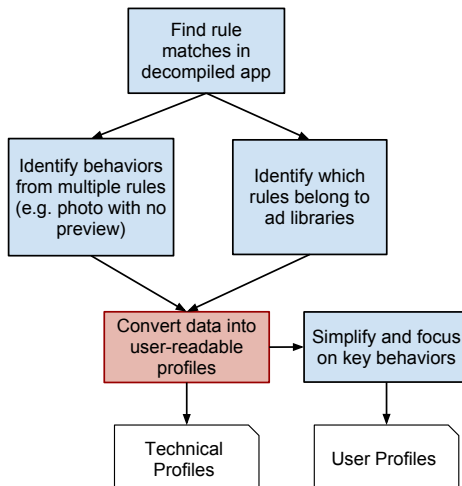 Find rule
matches in
decompiled app
Identify behaviors
from multiple rules
(e.g. photo with no
preview)
Identify which
rules belong to
ad libraries
Convert data into
user-readable
profiles
Simplify and focus
on key behaviors
Technical
Profiles
User Profiles